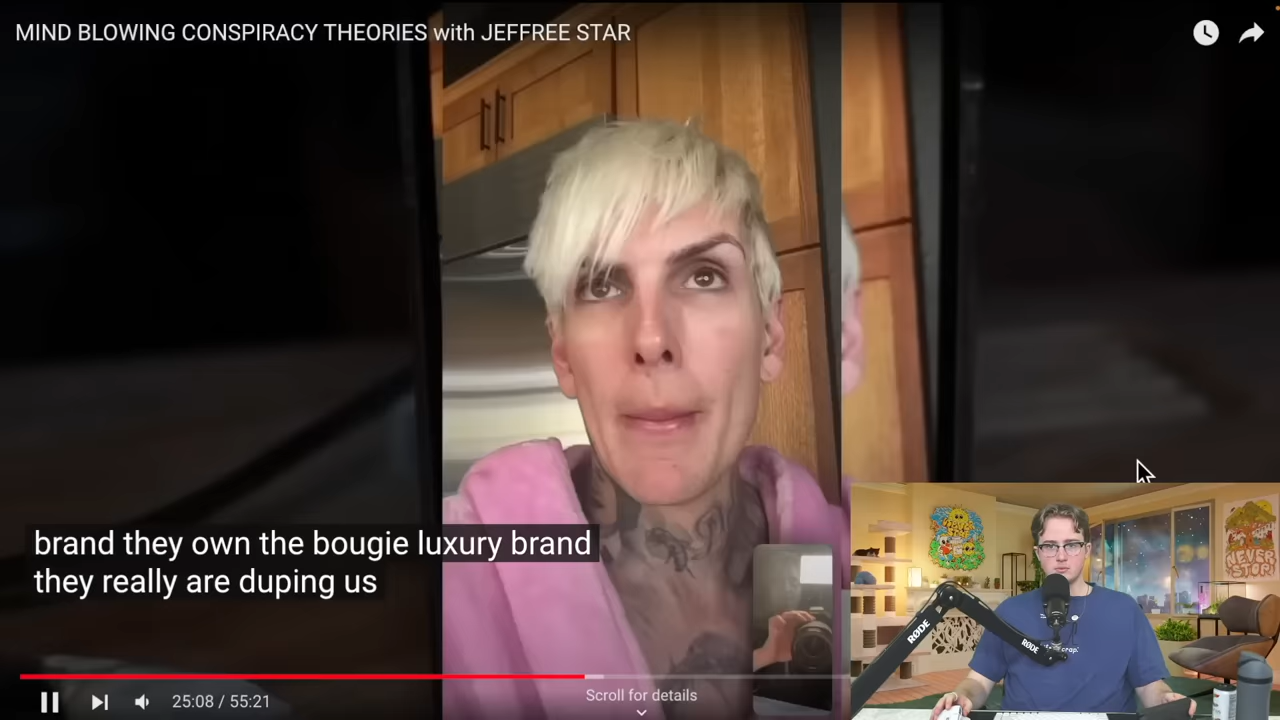 MIND BLOWING CONSPIRACY THEORIES with JEFFREE STAR
brand they own the bougie luxury brand
they really are duping us
25:08 / 55:21
Scroll for details
NEVER
STOP!
RØDE
RØDE
crap!